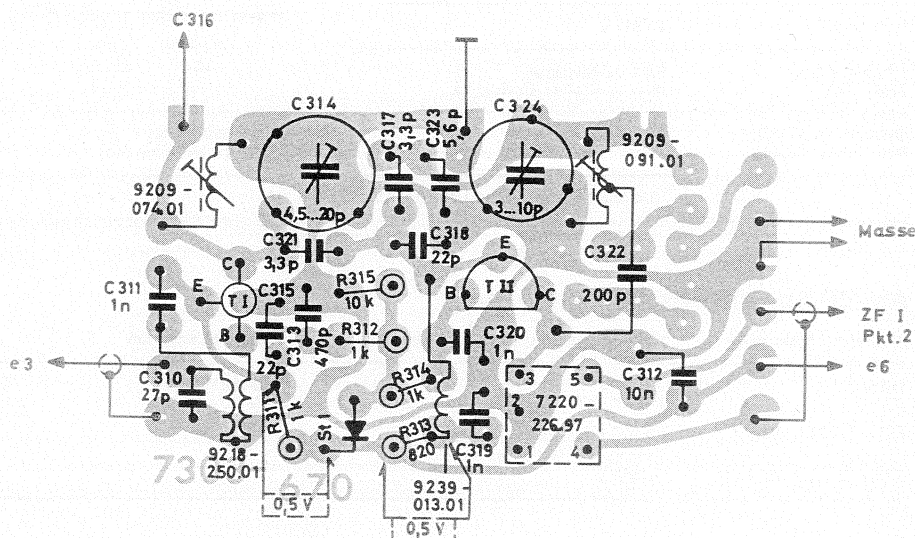 C316
C314
C317
3,3p
C323
5,6p
C324
9209-
091.01
9209-
074.01
4,5...20p
3...10p
Masse
C321
3,3p
C318
22p
E
C322
200p
C311
1n
C
E
T I
B
C315
22p
C313
470p
R315
10k
B
T II
C
R312
1k
C320
1n
ZF I
Pkt.2
e3
e6
C310
27p
R311
1k
R314
1k
3
5
7220-
226.97
2
1
4
C312
10n
St I
R313
820
C319
1n
9218-
250.01
670
9239-
013.01
0,5V
0,5V